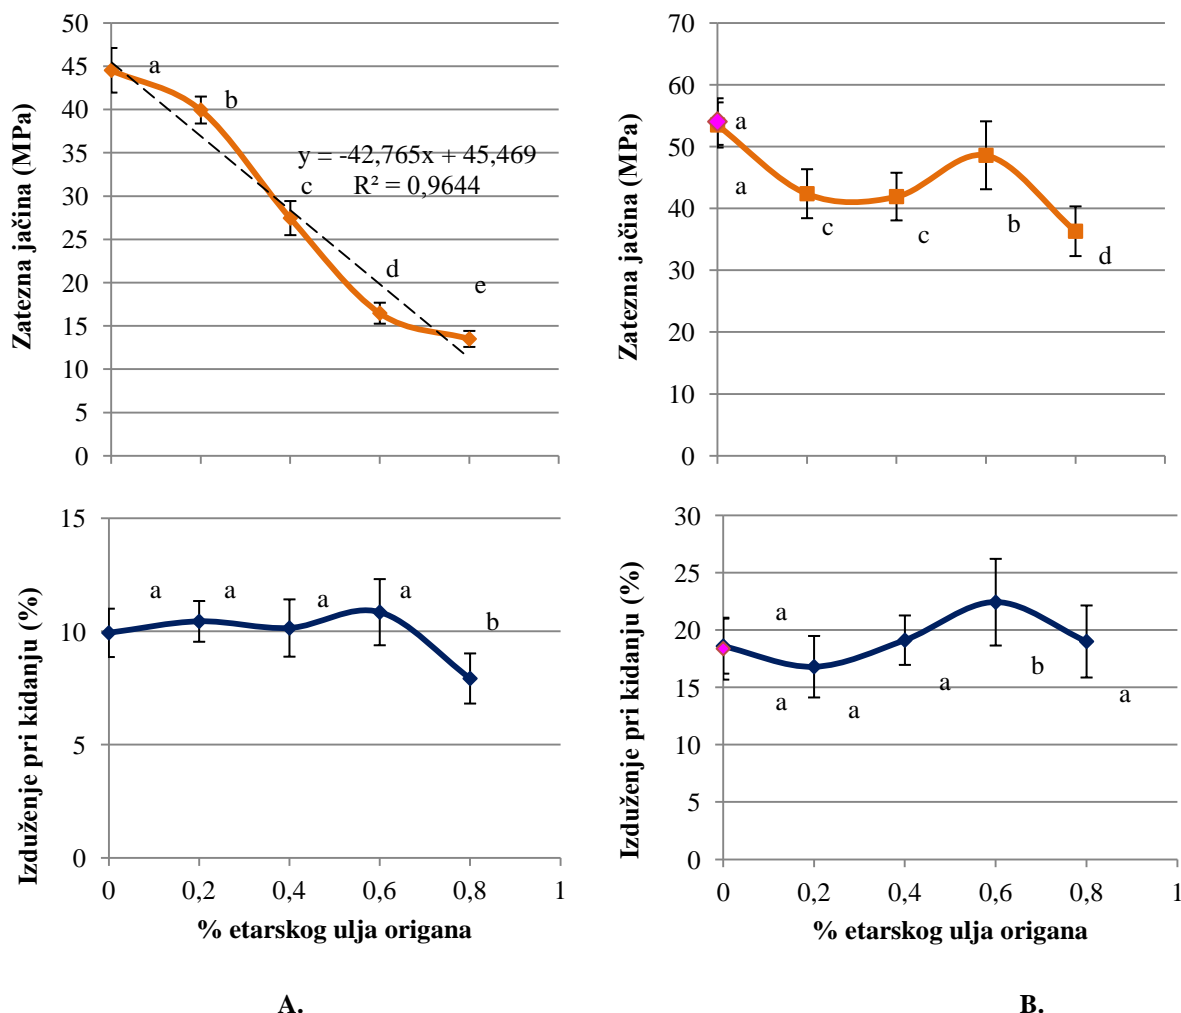 Zatezna jačina (MPa)
50
45
40
35
30
25
20
15
10
5
0
a
b
y = -42,765x + 45,469
R² = 0,9644
c
d
e
Zatezna jačina (MPa)
70
60
50
40
30
20
10
0
a
a
c
c
b
d
Izduženje pri kidanju (%)
15
10
5
0
a
a
a
a
b
0
0,2
0,4
0,6
0,8
1
% etarskog ulja origana
Izduženje pri kidanju (%)
30
25
20
15
10
5
0
a
a
a
a
b
a
0
0,2
0,4
0,6
0,8
1
% etarskog ulja origana
A.
B.